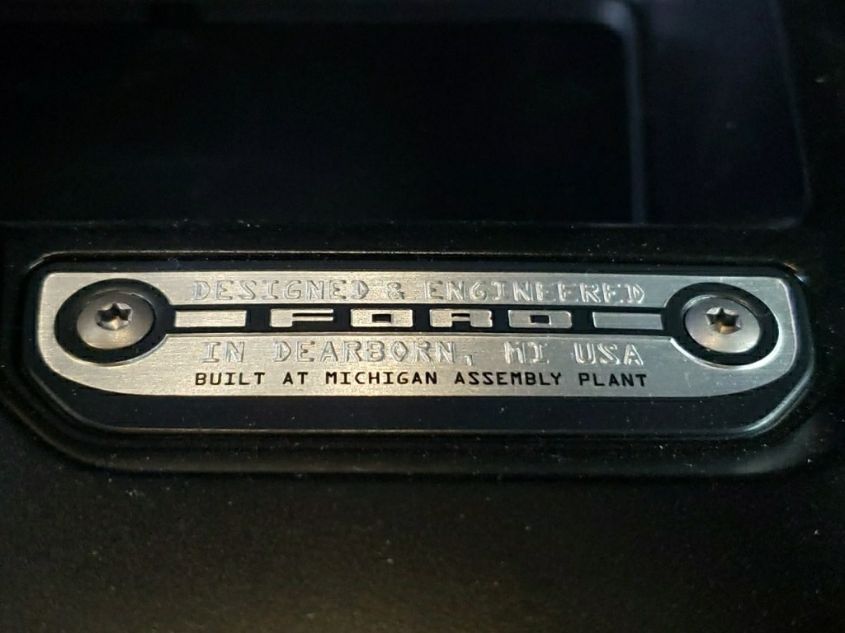 DESIGNED & ENGINEERED
FORD
IN DEARBORN, MI USA
BUILT AT MICHIGAN ASSEMBLY PLANT